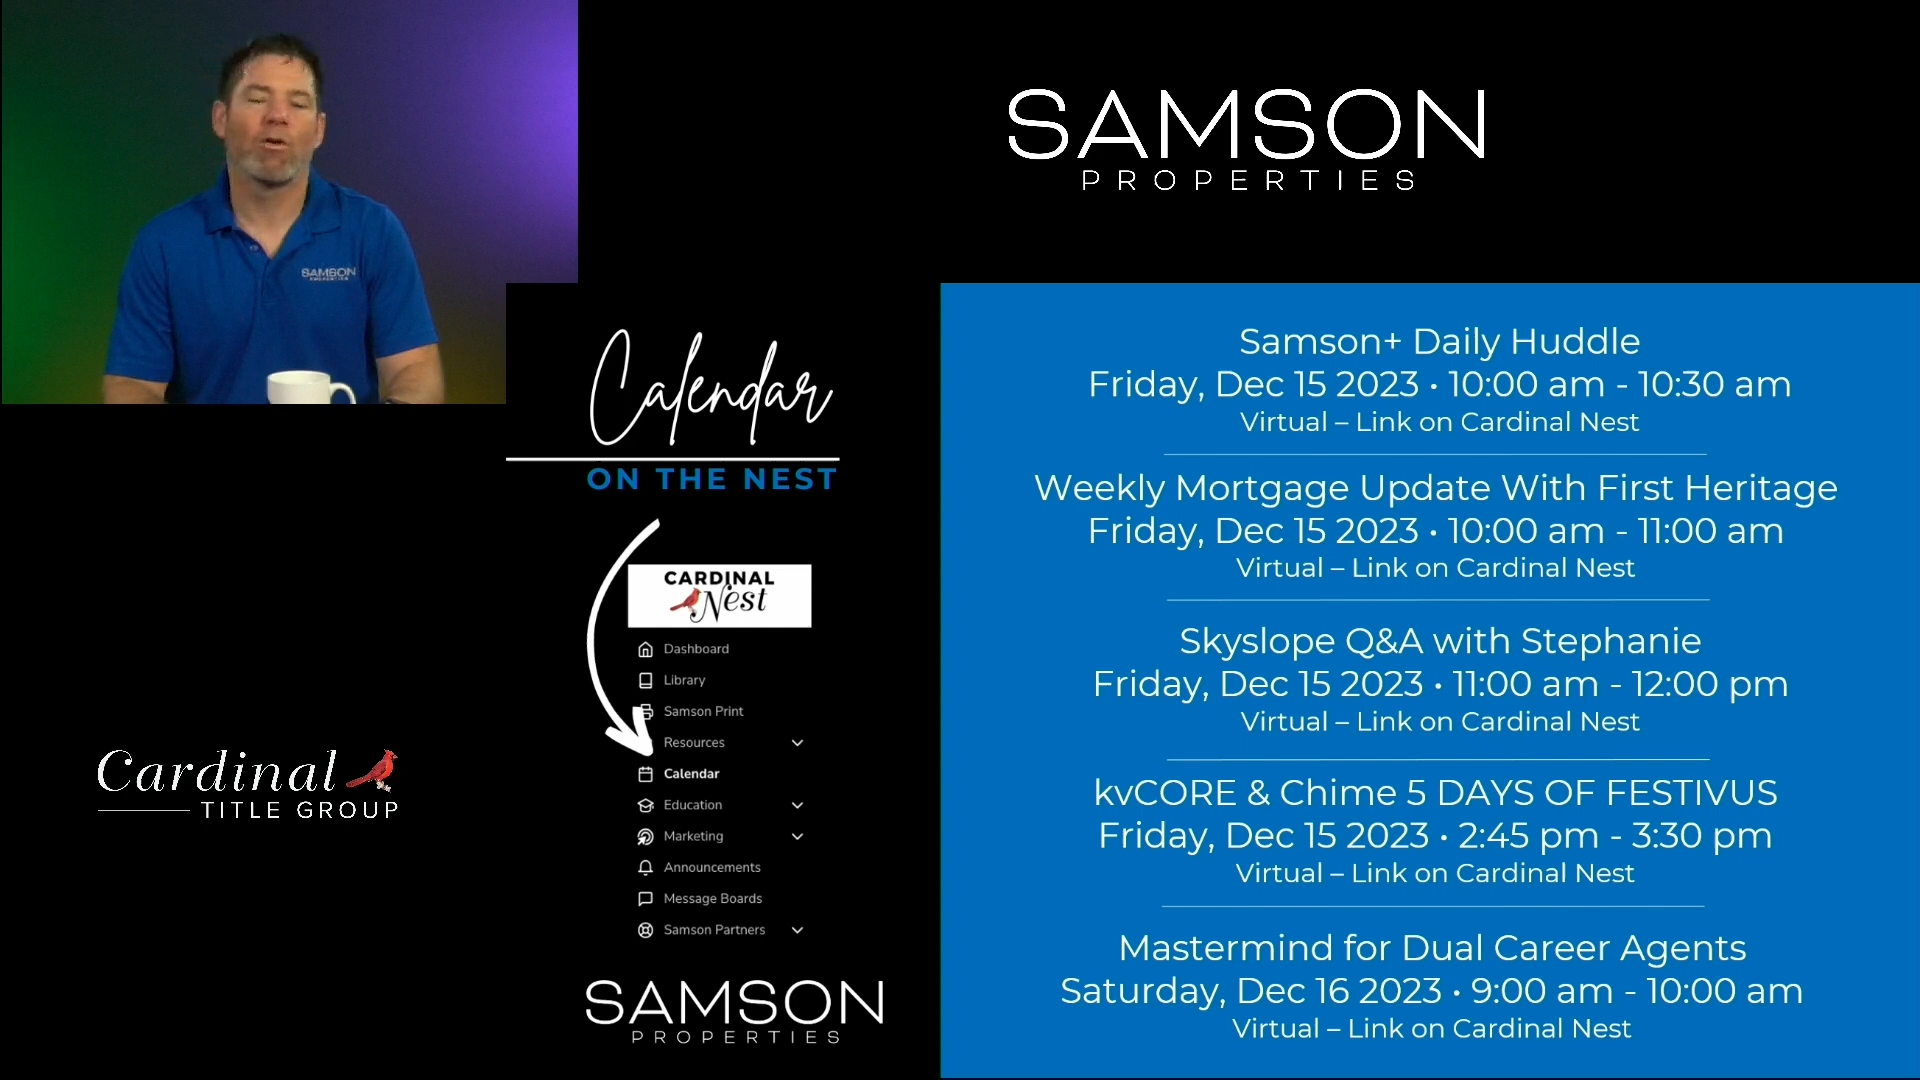 SAMSON
PROPERTIES
SAMSON
PROPERTIES
Calendar
ON THE NEST
CARDINAL
Nest
Dashboard
Library
Samson Print
Resources
Calendar
Education
Marketing
Announcements
Message Boards
Samson Partners
SAMSON
PROPERTIES
Cardinal
TITLE GROUP
Samson+ Daily Huddle
Friday, Dec 15 2023 • 10:00 am - 10:30 am
Virtual – Link on Cardinal Nest
Weekly Mortgage Update With First Heritage
Friday, Dec 15 2023 • 10:00 am - 11:00 am
Virtual – Link on Cardinal Nest
Skyslope Q&A with Stephanie
Friday, Dec 15 2023 • 11:00 am - 12:00 pm
Virtual – Link on Cardinal Nest
kvCORE & Chime 5 DAYS OF FESTIVUS
Friday, Dec 15 2023 • 2:45 pm - 3:30 pm
Virtual – Link on Cardinal Nest
Mastermind for Dual Career Agents
Saturday, Dec 16 2023 • 9:00 am - 10:00 am
Virtual – Link on Cardinal Nest